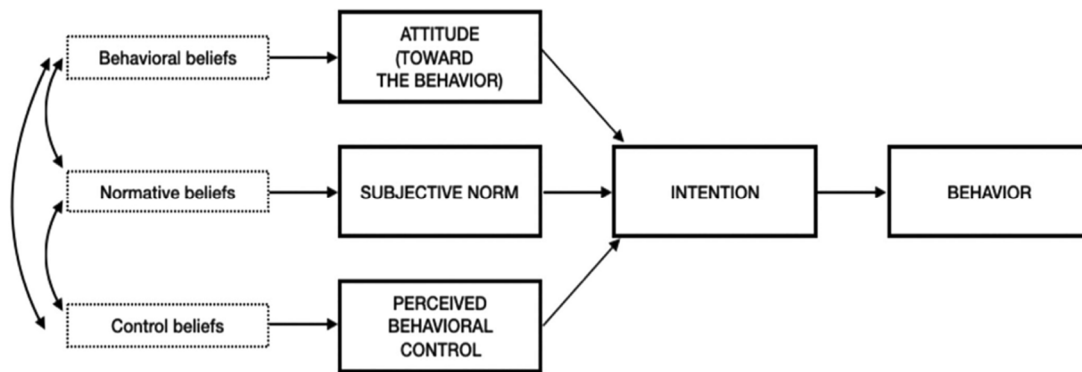 Behavioral beliefs
ATTITUDE
(TOWARD
THE BEHAVIOR)
Normative beliefs
SUBJECTIVE NORM
INTENTION
BEHAVIOR
Control beliefs
PERCEIVED
BEHAVIORAL
CONTROL